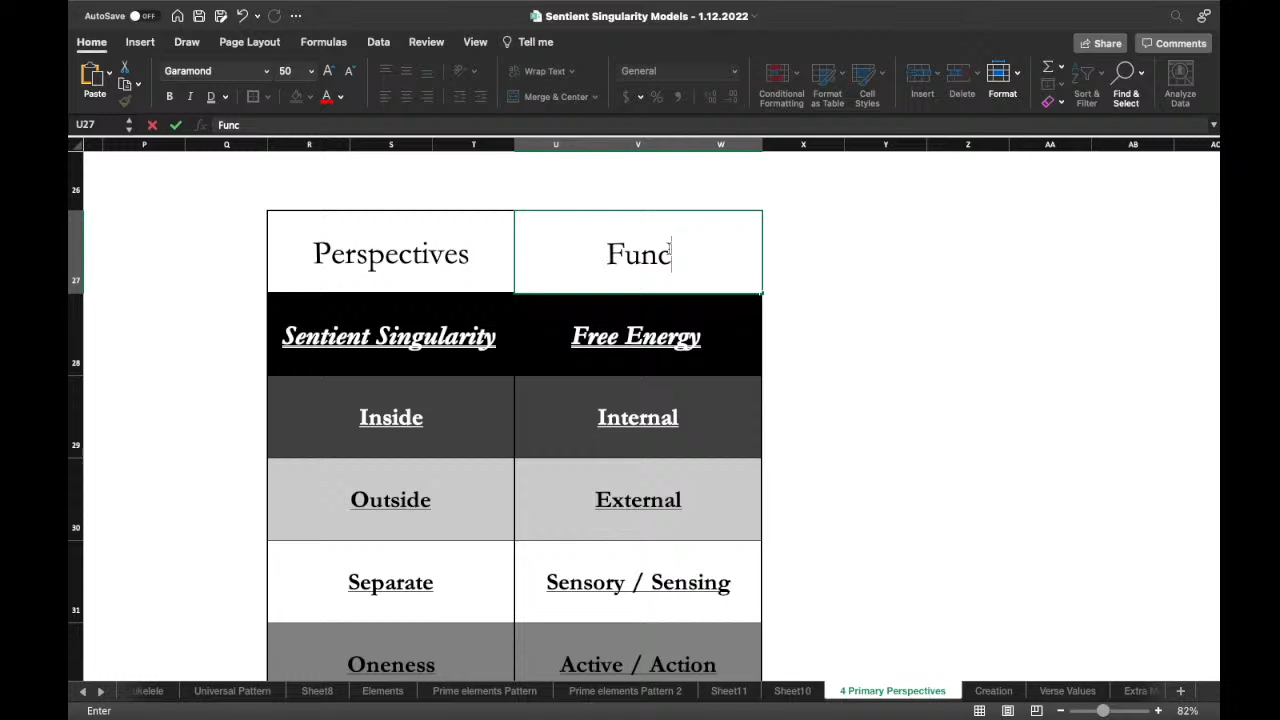 AutoSave OFF
Sentient Singularity Models - 1.12.2022
Home Insert Draw Page Layout Formulas Data Review View Tell me Share Comments
Paste Garamond 50 A A Wrap Text General Conditional Formatting Format as Table Cell Styles Insert Delete Format Sort & Filter Find & Select Analyze Data
B I D A Merge & Center $ %
U27 fx Func
P Q R S T U V W X Y Z AA AB AC
26
27 Perspectives Func
28 Sentient Singularity Free Energy
29 Inside Internal
30 Outside External
31 Separate Sensory / Sensing
Oneness Active / Action
ukelele Universal Pattern Sheet8 Elements Prime elements Pattern Prime elements Pattern 2 Sheet11 Sheet10 4 Primary Perspectives Creation Verse Values Extra
Enter 82%